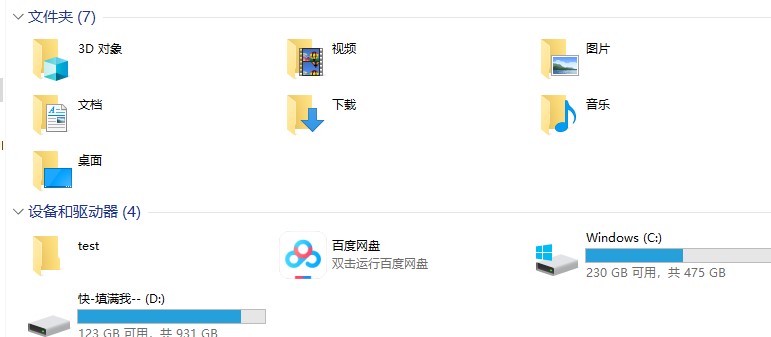 文件夹 (7)
3D 对象
视频
图片
文档
下载
音乐
桌面
设备和驱动器 (4)
test
百度网盘
双击运行百度网盘
Windows (C:)
230 GB 可用，共 475 GB
快-填满我-- (D:)
123 GB 可用，共 931 GB